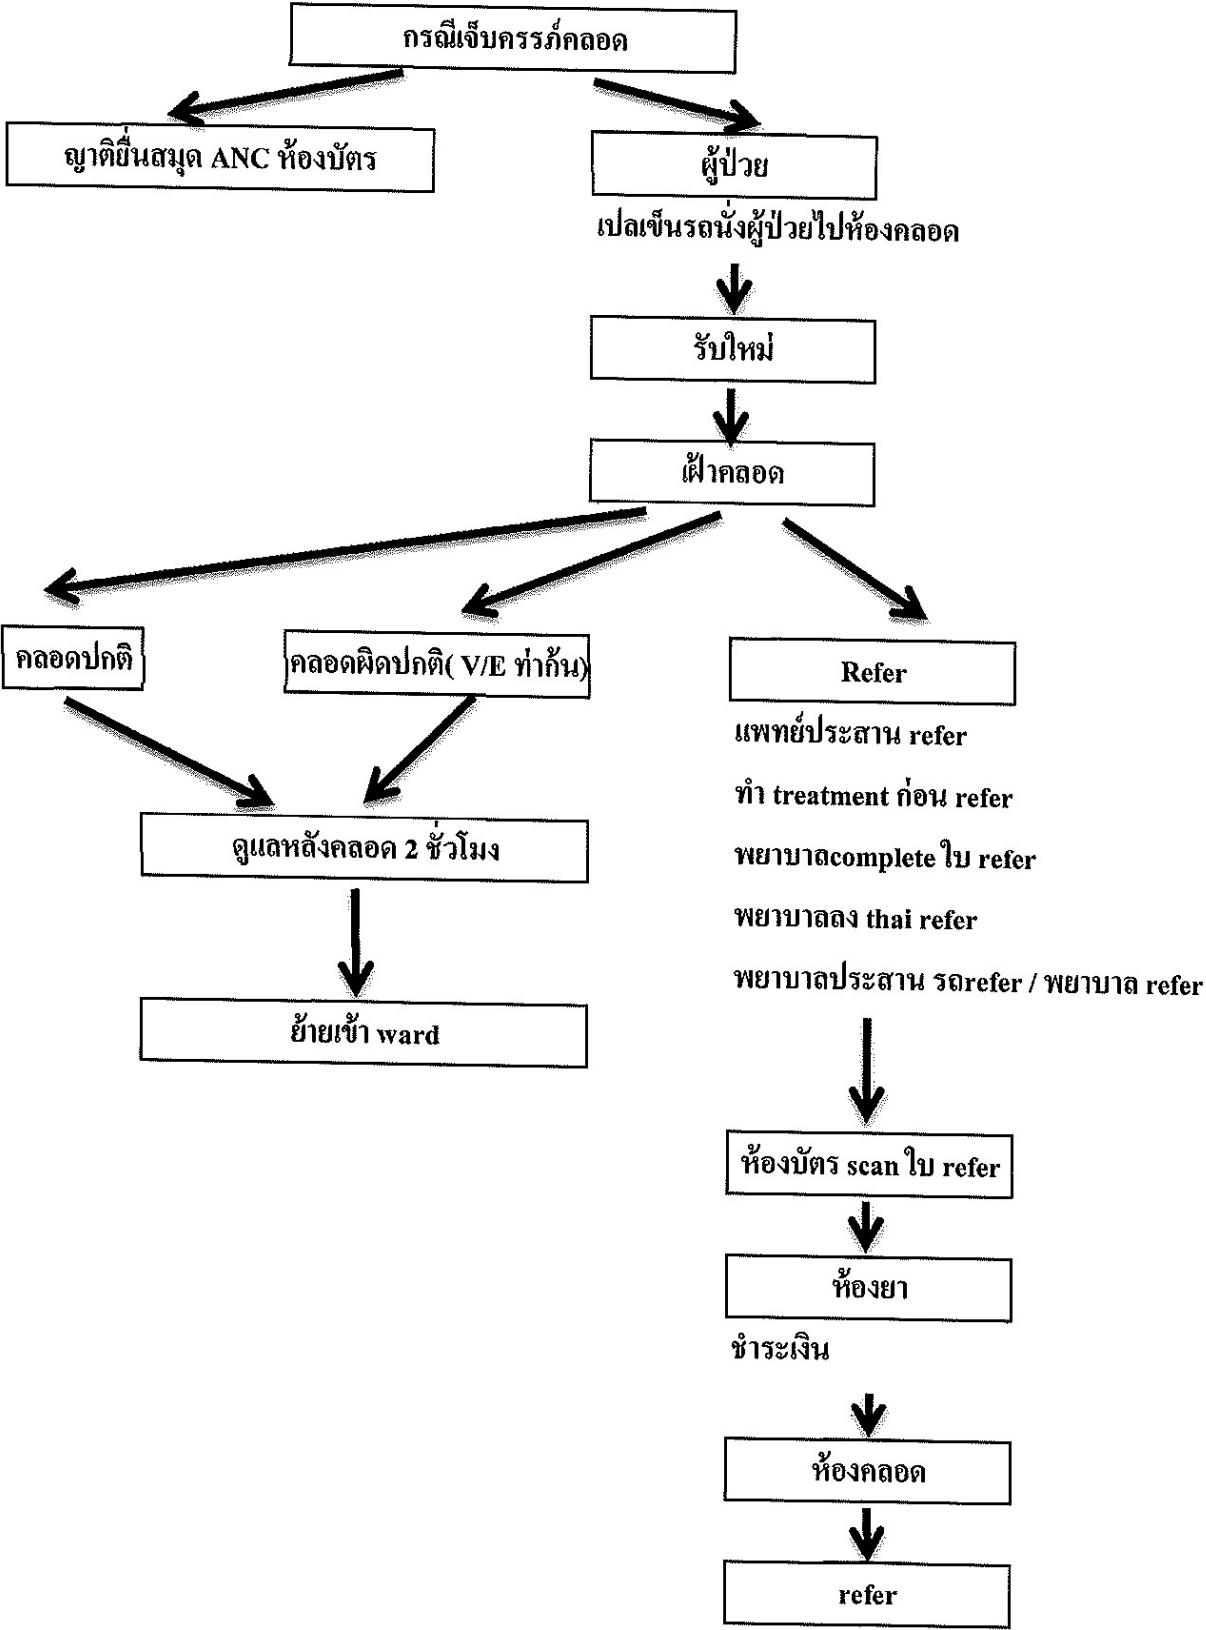 กรณีเจ็บครรภ์คลอด
ญาติยื่นสมุด ANC ห้องบัตร
ผู้ป่วย
เปลเข็นรถนั่งผู้ป่วยไปห้องคลอด
รับใหม่
เฝ้าคลอด
คลอดปกติ
คลอดผิดปกติ( V/E ท่าก้น)
Refer
แพทย์ประสาน refer
ทำ treatment ก่อน refer
พยาบาลcomplete ใบ refer
พยาบาลลง thai refer
พยาบาลประสาน รถrefer / พยาบาล refer
ดูแลหลังคลอด 2 ชั่วโมง
ย้ายเข้า ward
ห้องบัตร scan ใบ refer
ห้องยา
ชำระเงิน
ห้องคลอด
refer